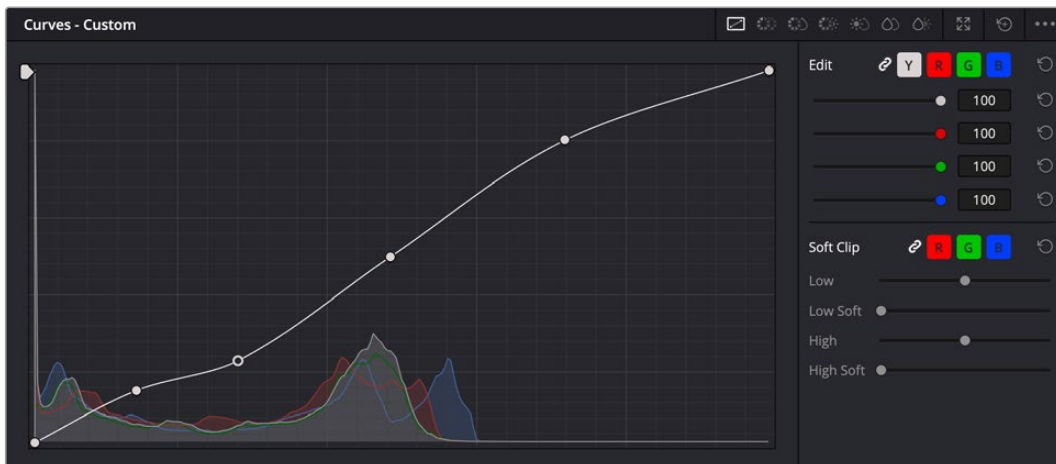 Curves - Custom
Edit Y R G B
100
100
100
100
Soft Clip R G B
Low
Low Soft
High
High Soft